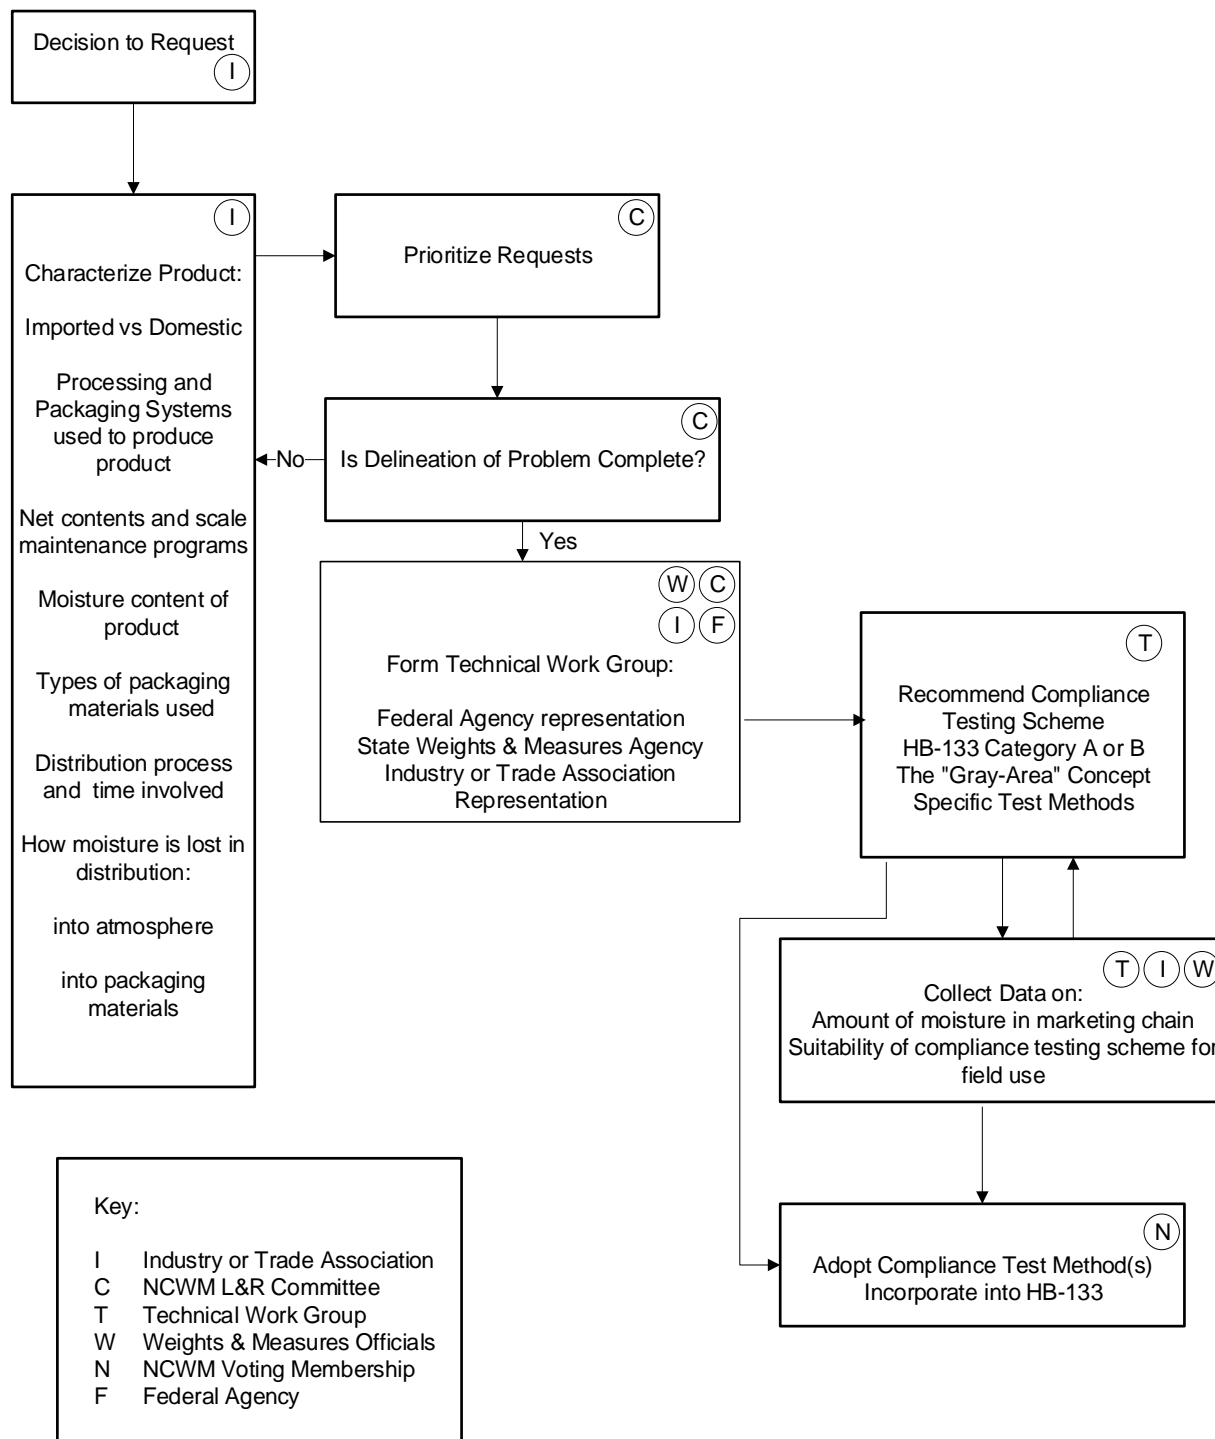 Decision to Request
I
I
Characterize Product:
Imported vs Domestic
Processing and
Packaging Systems
used to produce
product
Net contents and scale
maintenance programs
Moisture content of
product
Types of packaging
materials used
Distribution process
and time involved
How moisture is lost in
distribution:
into atmosphere
into packaging
materials
C
Prioritize Requests
C
Is Delineation of Problem Complete?
No
Yes
W C
I F
Form Technical Work Group:
Federal Agency representation
State Weights & Measures Agency
Industry or Trade Association
Representation
T
Recommend Compliance
Testing Scheme
HB-133 Category A or B
The "Gray-Area" Concept
Specific Test Methods
T I W
Collect Data on:
Amount of moisture in marketing chain
Suitability of compliance testing scheme for
field use
N
Adopt Compliance Test Method(s)
Incorporate into HB-133
Key:
I Industry or Trade Association
C NCWM L&R Committee
T Technical Work Group
W Weights & Measures Officials
N NCWM Voting Membership
F Federal Agency